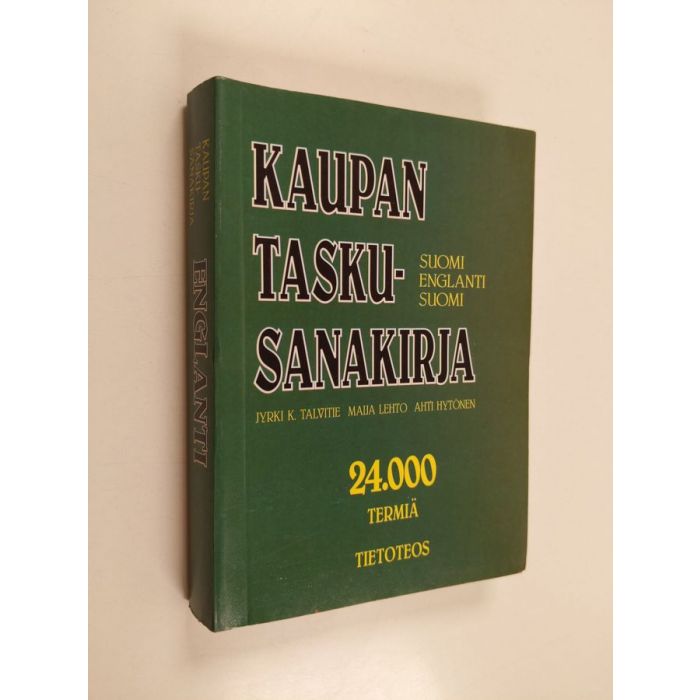 KAUPAN
TASKU-
SANAKIRJA
ENGLANTI
KAUPAN
TASKU-
SANAKIRJA
SUOMI
ENGLANTI
SUOMI
JYRKI K. TALVITIE MAIJA LEHTO AHTI HYTÖNEN
24.000
TERMIÄ
TIETOTEOS